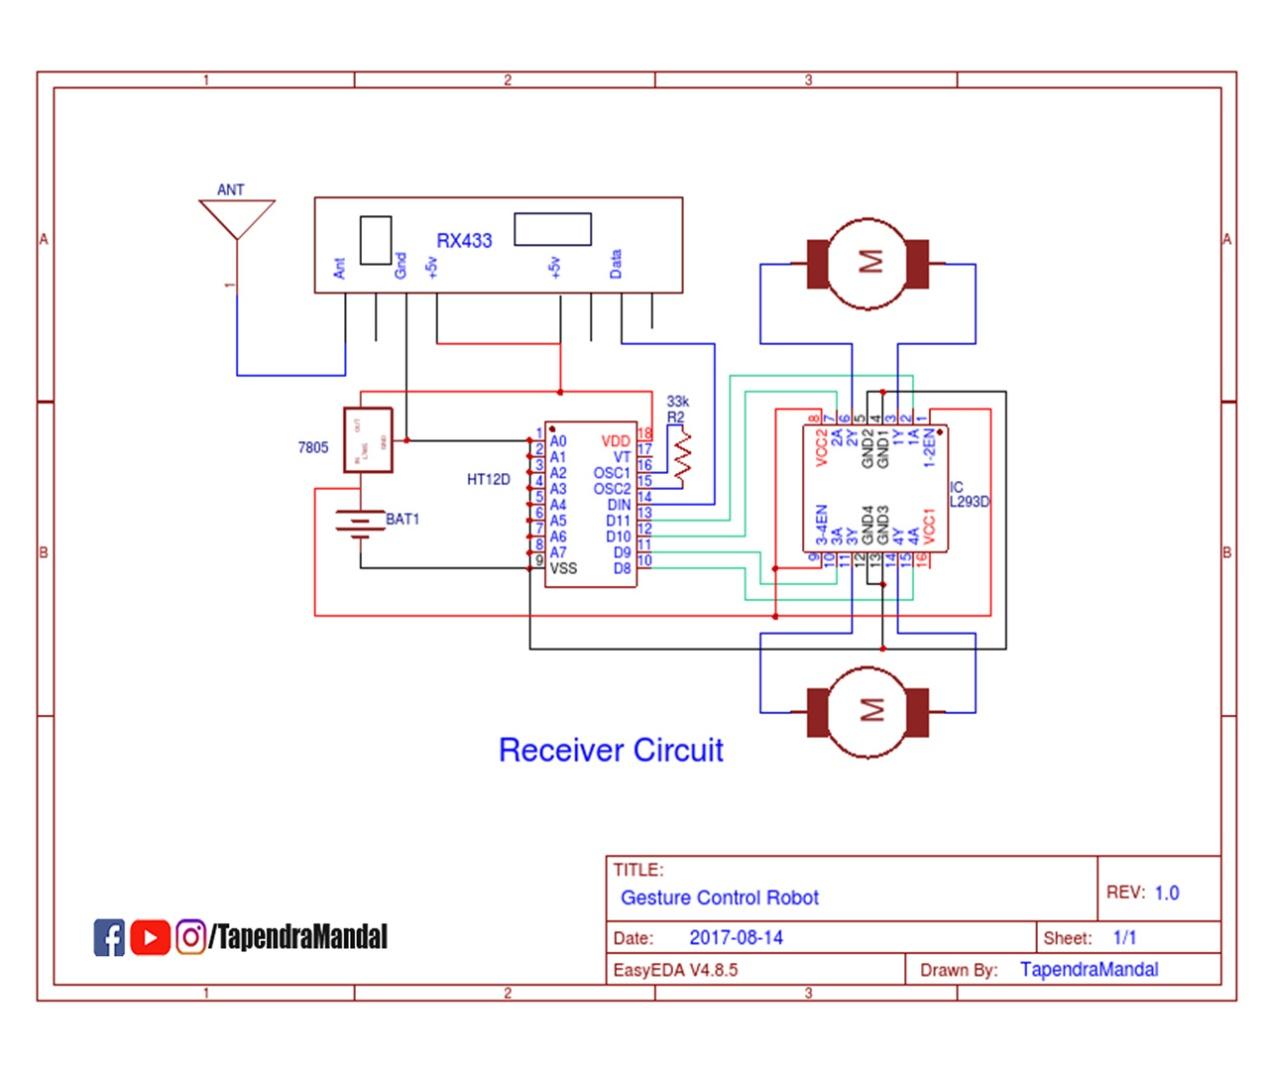 1
2
3
A
A
ANT
1
RX433
Ant
Gnd
+5v
+5v
Data
M
7805
OUT
GND
IN
33k
R2
HT12D
1 A0
2 A1
3 A2
4 A3
5 A4
6 A5
7 A6
8 A7
9 VSS
VDD 18
VT 17
OSC1 16
OSC2 15
DIN 14
D11 13
D10 12
D9 11
D8 10
BAT1
8 VCC2
7 2A
6 2Y
5 GND2
4 GND1
3 1Y
2 1A
1 1-2EN
IC
L293D
9 3-4EN
10 3A
11 3Y
12 GND4
13 GND3
14 4Y
15 4A
16 VCC1
B
B
M
Receiver Circuit
TITLE:
Gesture Control Robot
REV: 1.0
Date: 2017-08-14
Sheet: 1/1
EasyEDA V4.8.5
Drawn By: TapendraMandal
/TapendraMandal
1
2
3